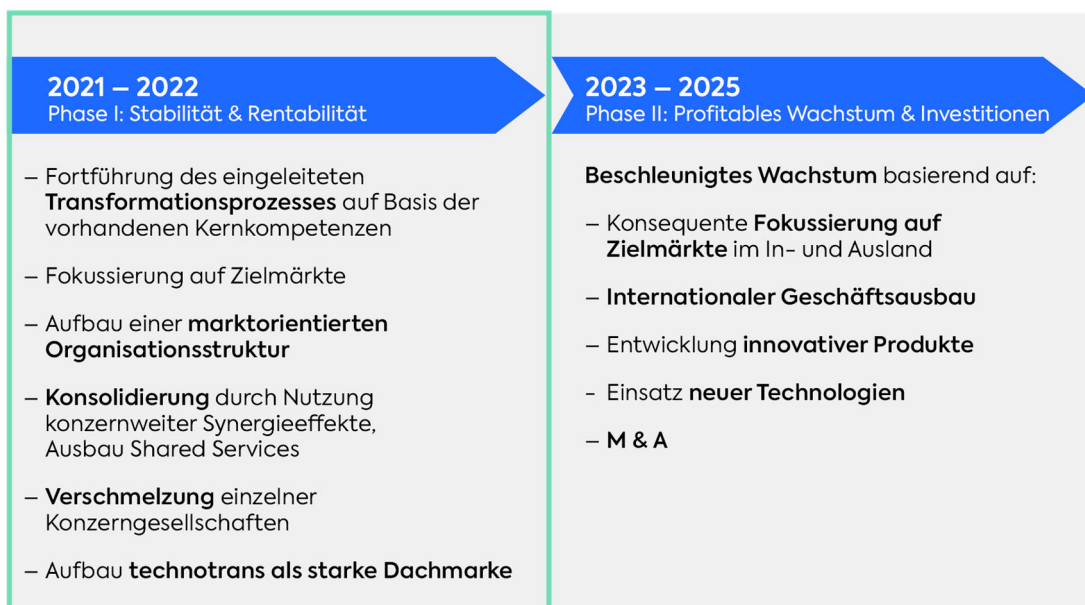 2021 – 2022
Phase I: Stabilität & Rentabilität
– Fortführung des eingeleiteten
Transformationsprozesses auf Basis der
vorhandenen Kernkompetenzen
– Fokussierung auf Zielmärkte
– Aufbau einer marktorientierten
Organisationsstruktur
– Konsolidierung durch Nutzung
konzernweiter Synergieeffekte,
Ausbau Shared Services
– Verschmelzung einzelner
Konzerngesellschaften
– Aufbau technotrans als starke Dachmarke
2023 – 2025
Phase II: Profitables Wachstum & Investitionen
Beschleunigtes Wachstum basierend auf:
– Konsequente Fokussierung auf
Zielmärkte im In- und Ausland
– Internationaler Geschäftsausbau
– Entwicklung innovativer Produkte
- Einsatz neuer Technologien
– M & A